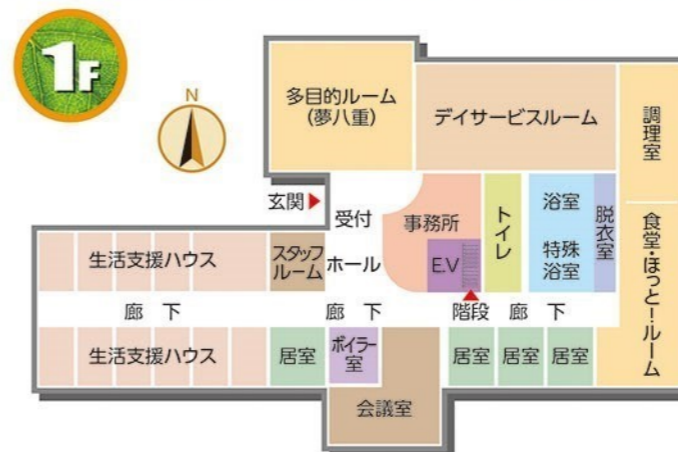 1F
N
多目的ルーム
(夢八重)
デイサービスルーム
調理室
玄関
受付
事務所
トイレ
浴室
特殊
浴室
脱衣室
食堂・ほっと!ルーム
生活支援ハウス
スタッフ
ルーム
ホール
E.V
廊 下
廊 下
階段
廊 下
生活支援ハウス
居室
ボイラー
室
居室
居室
居室
会議室